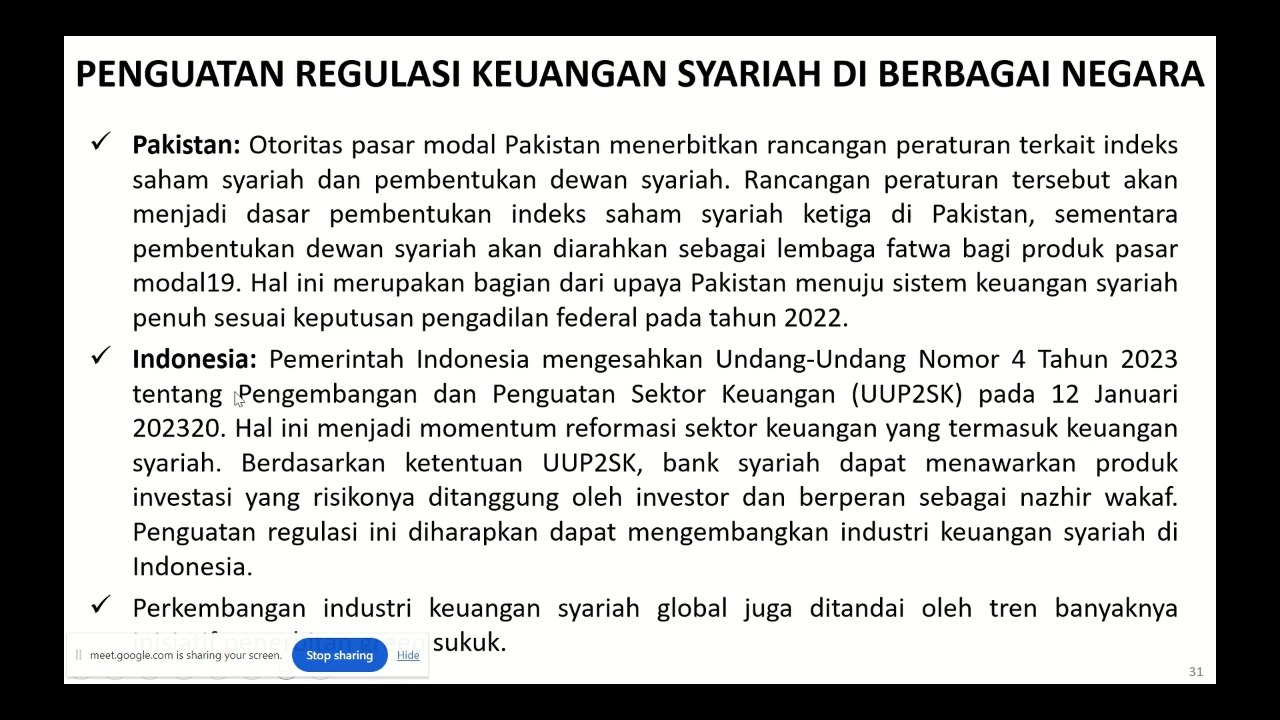 PENGUATAN REGULASI KEUANGAN SYARIAH DI BERBAGAI NEGARA
✓ Pakistan: Otoritas pasar modal Pakistan menerbitkan rancangan peraturan terkait indeks
saham syariah dan pembentukan dewan syariah. Rancangan peraturan tersebut akan
menjadi dasar pembentukan indeks saham syariah ketiga di Pakistan, sementara
pembentukan dewan syariah akan diarahkan sebagai lembaga fatwa bagi produk pasar
modal19. Hal ini merupakan bagian dari upaya Pakistan menuju sistem keuangan syariah
penuh sesuai keputusan pengadilan federal pada tahun 2022.
✓ Indonesia: Pemerintah Indonesia mengesahkan Undang-Undang Nomor 4 Tahun 2023
tentang Pengembangan dan Penguatan Sektor Keuangan (UUP2SK) pada 12 Januari
202320. Hal ini menjadi momentum reformasi sektor keuangan yang termasuk keuangan
syariah. Berdasarkan ketentuan UUP2SK, bank syariah dapat menawarkan produk
investasi yang risikonya ditanggung oleh investor dan berperan sebagai nazhir wakaf.
Penguatan regulasi ini diharapkan dapat mengembangkan industri keuangan syariah di
Indonesia.
✓ Perkembangan industri keuangan syariah global juga ditandai oleh tren banyaknya
inisiatif penerbitan green sukuk.
meet.google.com is sharing your screen. Stop sharing Hide
31